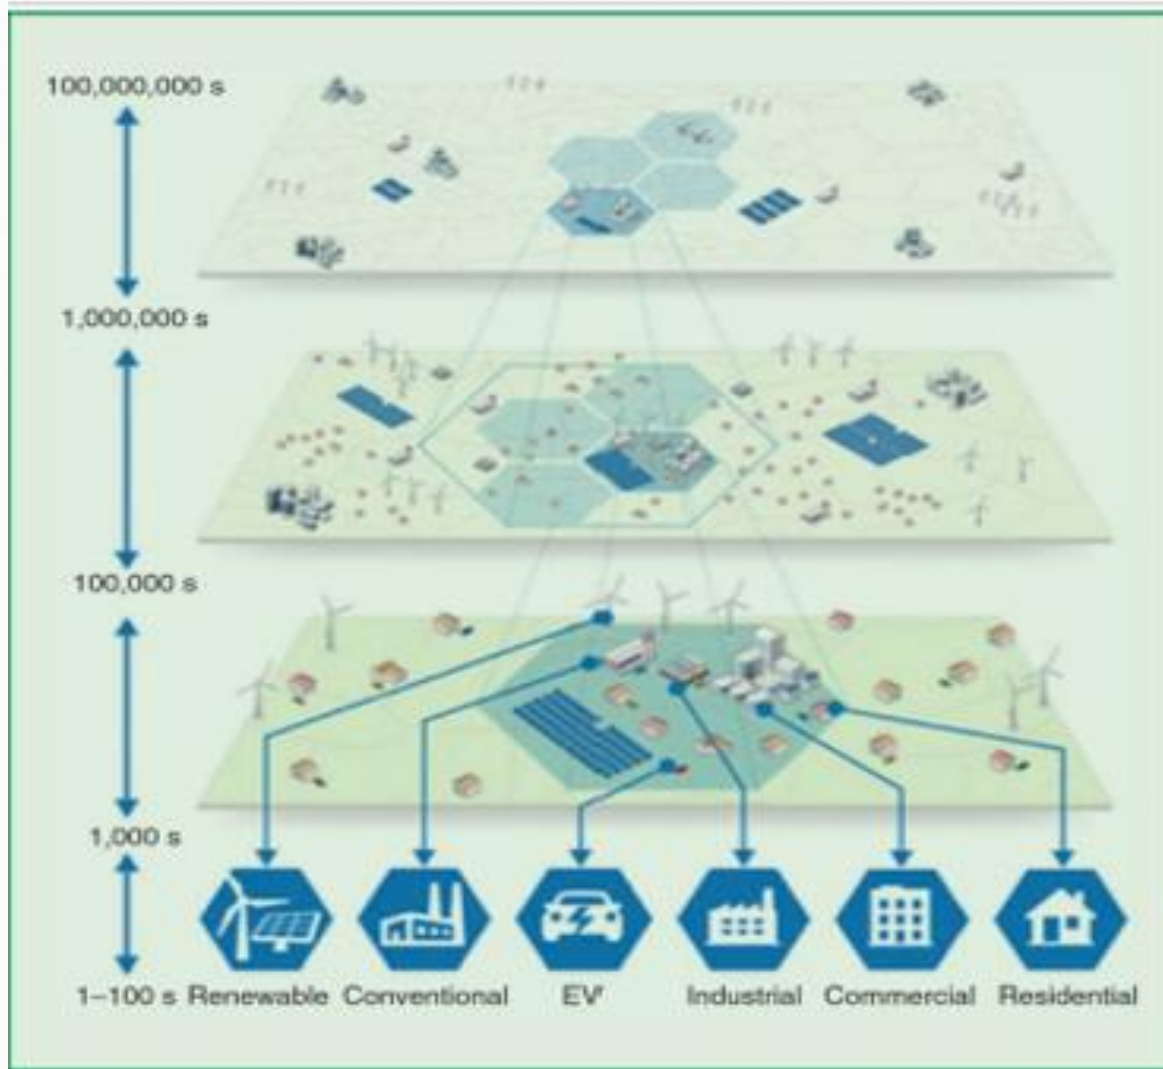 100,000,000 s
1,000,000 s
100,000 s
1,000 s
1–100 s Renewable Conventional EV Industrial Commercial Residential